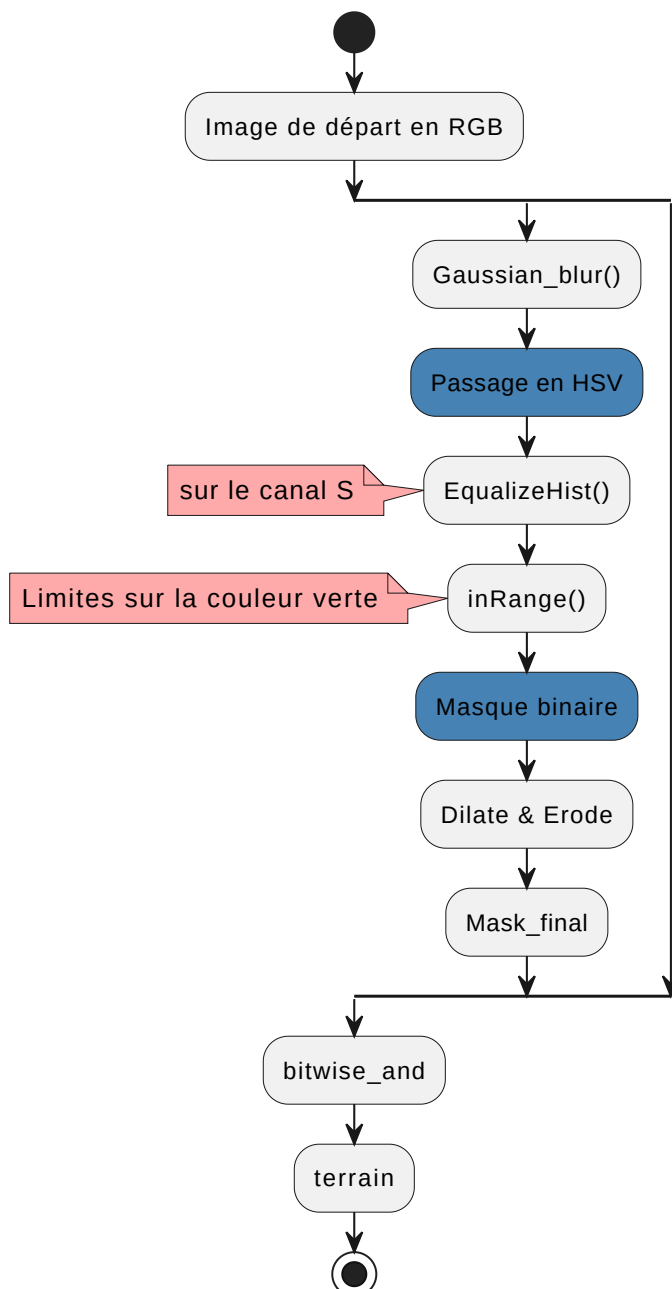 Image de départ en RGB
Gaussian_blur()
Passage en HSV
sur le canal S
EqualizeHist()
Limites sur la couleur verte
inRange()
Masque binaire
Dilate & Erode
Mask_final
bitwise_and
terrain